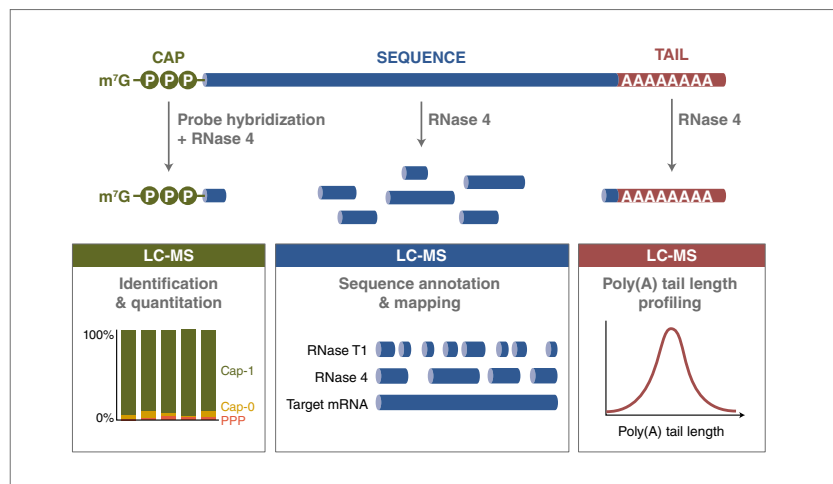 CAP
SEQUENCE
TAIL
m⁷G PPP
AAAAAAAA
Probe hybridization
+ RNase 4
RNase 4
RNase 4
m⁷G PPP
AAAAAAAA
LC-MS
Identification
& quantitation
100%
Cap-1
Cap-0
0%
PPP
LC-MS
Sequence annotation
& mapping
RNase T1
RNase 4
Target mRNA
LC-MS
Poly(A) tail length
profiling
Poly(A) tail length